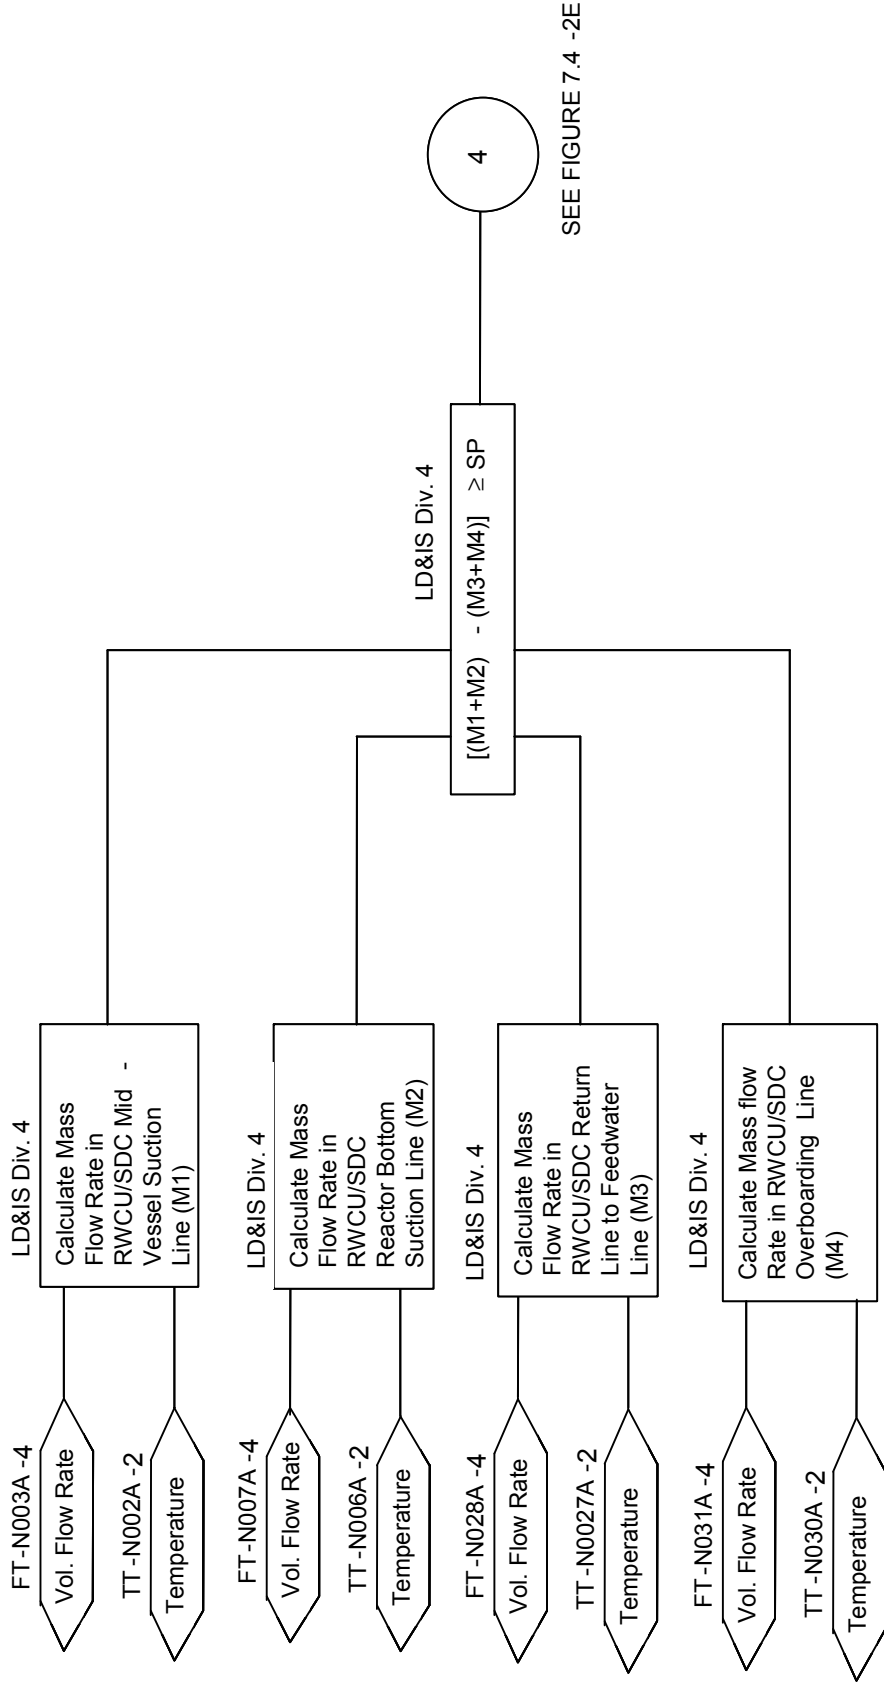 FT-N003A -4
Vol. Flow Rate
TT-N002A -2
Temperature
LD&IS Div. 4
Calculate Mass
Flow Rate in
RWCU/SDC Mid -
Vessel Suction
Line (M1)
FT-N007A -4
Vol. Flow Rate
TT-N006A -2
Temperature
LD&IS Div. 4
Calculate Mass
Flow Rate in
RWCU/SDC
Reactor Bottom
Suction Line (M2)
FT-N028A -4
Vol. Flow Rate
TT-N0027A -2
Temperature
LD&IS Div. 4
Calculate Mass
Flow Rate in
RWCU/SDC Return
Line to Feedwater
Line (M3)
FT-N031A -4
Vol. Flow Rate
TT-N030A -2
Temperature
LD&IS Div. 4
Calculate Mass flow
Rate in RWCU/SDC
Overboarding Line
(M4)
LD&IS Div. 4
[(M1+M2) - (M3+M4)] ≥ SP
4
SEE FIGURE 7.4 -2E